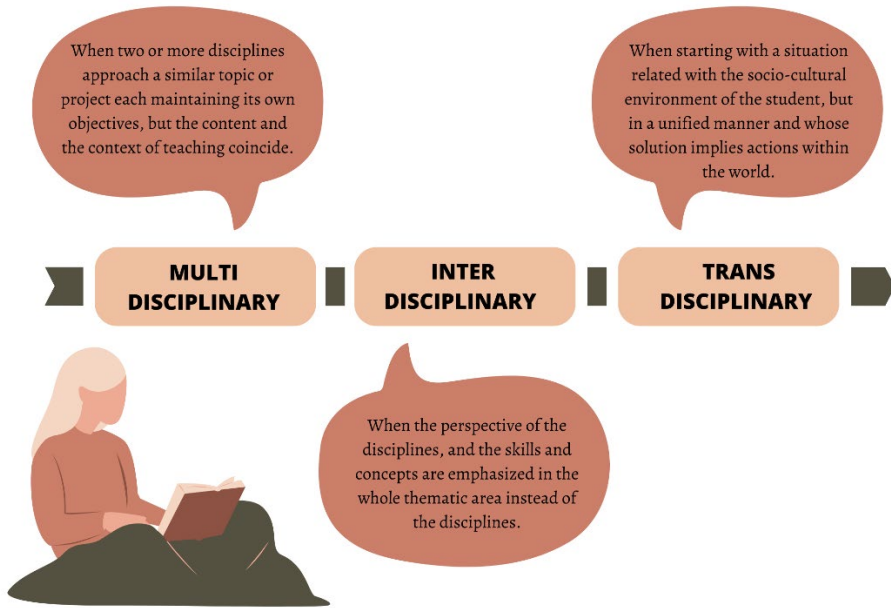 When two or more disciplines
approach a similar topic or
project each maintaining its own
objectives, but the content and
the context of teaching coincide.
When starting with a situation
related with the socio-cultural
environment of the student, but
in a unified manner and whose
solution implies actions within
the world.
MULTI
DISCIPLINARY
INTER
DISCIPLINARY
TRANS
DISCIPLINARY
When the perspective of the
disciplines, and the skills and
concepts are emphasized in the
whole thematic area instead of
the disciplines.